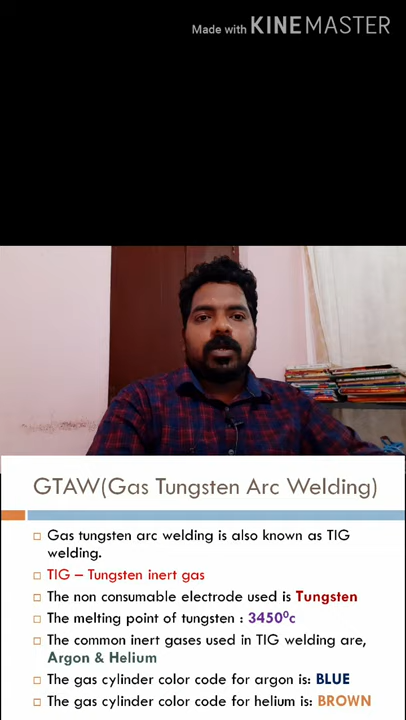 Made with KINEMASTER
GTAW(Gas Tungsten Arc Welding)
Gas tungsten arc welding is also known as TIG
welding.
TIG – Tungsten inert gas
The non consumable electrode used is Tungsten
The melting point of tungsten : 3450⁰c
The common inert gases used in TIG welding are,
Argon & Helium
The gas cylinder color code for argon is: BLUE
The gas cylinder color code for helium is: BROWN